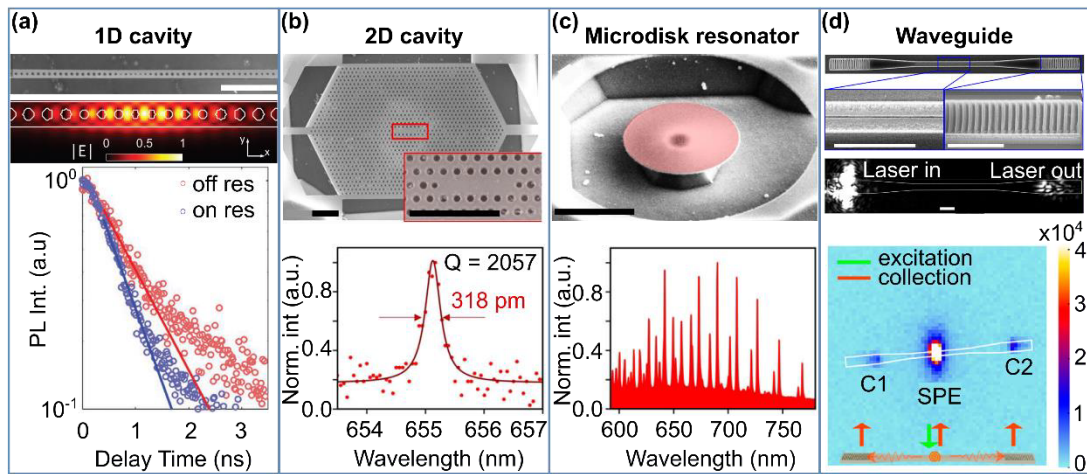 (a)
1D cavity
|E|
0
0.5
1
y
x
10⁰
off res
on res
PL Int. (a.u)
10⁻¹
0 1 2 3
Delay Time (ns)
(b)
2D cavity
Q = 2057
318 pm
Norm. int (a.u.)
0.8
0.4
0.0
654 655 656 657
Wavelength (nm)
(c)
Microdisk resonator
Norm. int (a.u.)
0.8
0.4
0.0
600 650 700 750
Wavelength (nm)
(d)
Waveguide
Laser in
Laser out
x10⁴
excitation
collection
C1
SPE
C2
4
3
2
1
0